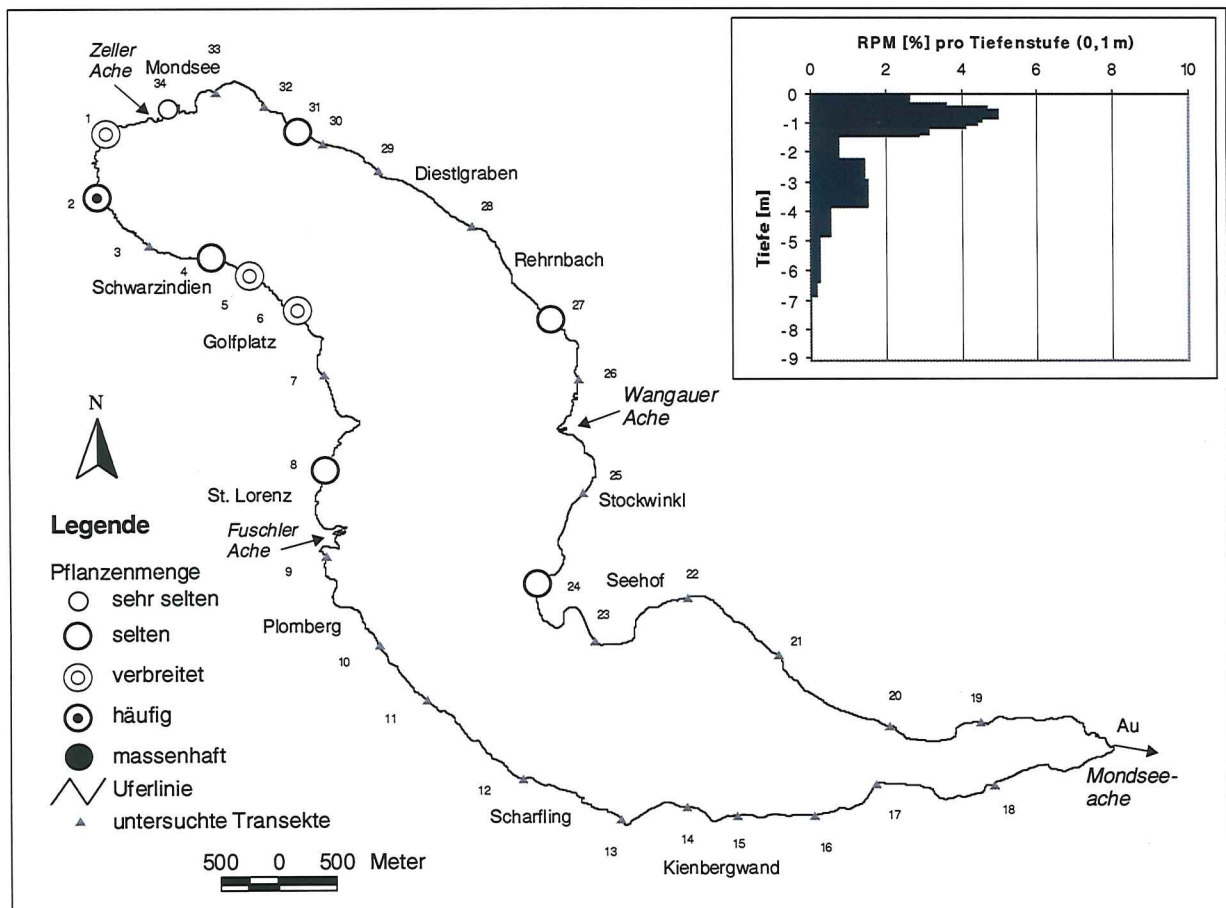 Zeller
Ache
Mondsee
33
34
32
31
30
1
29
Diestlgraben
2
28
3
4
Rehrnbach
Schwarzindien
5
6
27
Golfplatz
7
26
Wangauer
Ache
N
8
25
St. Lorenz
Stockwinkl
Legende
Fuschler
Ache
Pflanzenmenge
9
24
Seehof
22
23
sehr selten
selten
verbreitet
häufig
massenhaft
Uferlinie
untersuchte Transekte
Plomberg
10
21
11
20
19
Au
Mondsee-
ache
12
Scharfling
13
14
15
16
17
18
Kienbergwand
500 0 500 Meter
RPM [%] pro Tiefenstufe (0,1m)
0 2 4 6 8 10
Tiefe [m]
0
-1
-2
-3
-4
-5
-6
-7
-8
-9